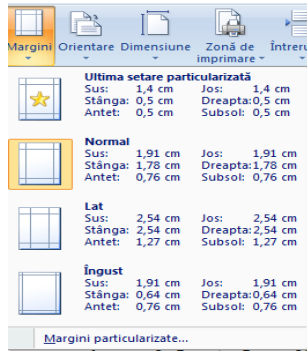 Margini Orientare Dimensiune Zonă de imprimare Întreru
Ultima setare particularizată
Sus: 1,4 cm Jos: 1,4 cm
Stânga: 0,5 cm Dreapta: 0,5 cm
Antet: 0,5 cm Subsol: 0,5 cm
Normal
Sus: 1,91 cm Jos: 1,91 cm
Stânga: 1,78 cm Dreapta: 1,78 cm
Antet: 0,76 cm Subsol: 0,76 cm
Lat
Sus: 2,54 cm Jos: 2,54 cm
Stânga: 2,54 cm Dreapta: 2,54 cm
Antet: 1,27 cm Subsol: 1,27 cm
Îngust
Sus: 1,91 cm Jos: 1,91 cm
Stânga: 0,64 cm Dreapta: 0,64 cm
Antet: 0,76 cm Subsol: 0,76 cm
Margini particularizate...